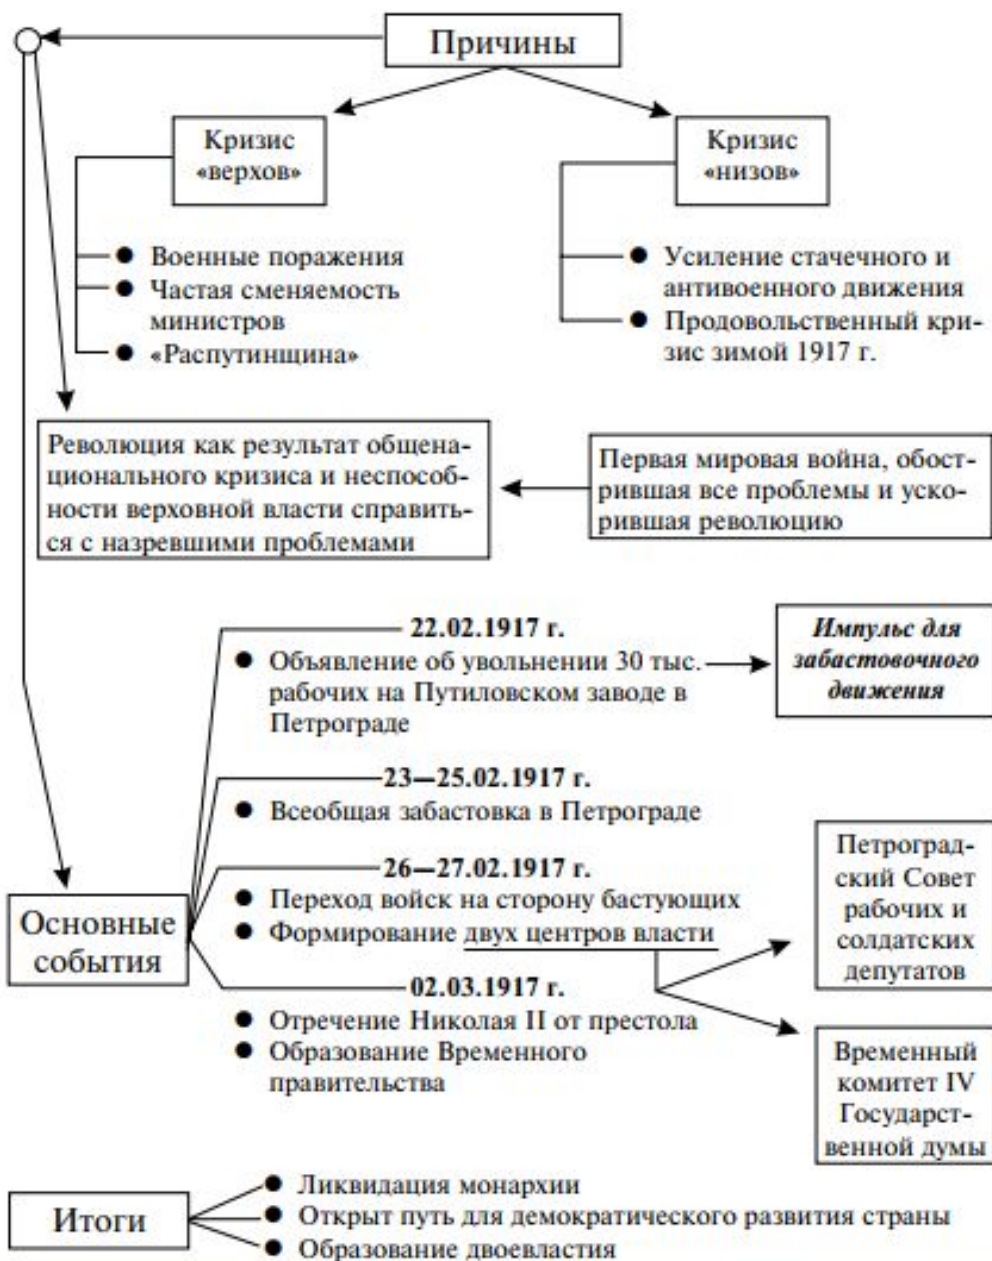 Причины
Кризис
«верхов»
Кризис
«низов»
● Военные поражения
● Частая сменяемость
министров
● «Распутинщина»
● Усиление стачечного и
антивоенного движения
● Продовольственный кри-
зис зимой 1917 г.
Революция как результат общена-
ционального кризиса и неспособ-
ности верховной власти справить-
ся с назревшими проблемами
Первая мировая война, обост-
рившая все проблемы и уско-
рившая революцию
22.02.1917 г.
● Объявление об увольнении 30 тыс.
рабочих на Путиловском заводе в
Петрограде
Импульс для
забастовочного
движения
23—25.02.1917 г.
● Всеобщая забастовка в Петрограде
26—27.02.1917 г.
● Переход войск на сторону бастующих
● Формирование двух центров власти
Петроград-
ский Совет
рабочих и
солдатских
депутатов
Основные
события
02.03.1917 г.
● Отречение Николая II от престола
● Образование Временного
правительства
Временный
комитет IV
Государст-
венной думы
Итоги
● Ликвидация монархии
● Открыт путь для демократического развития страны
● Образование двоевластия